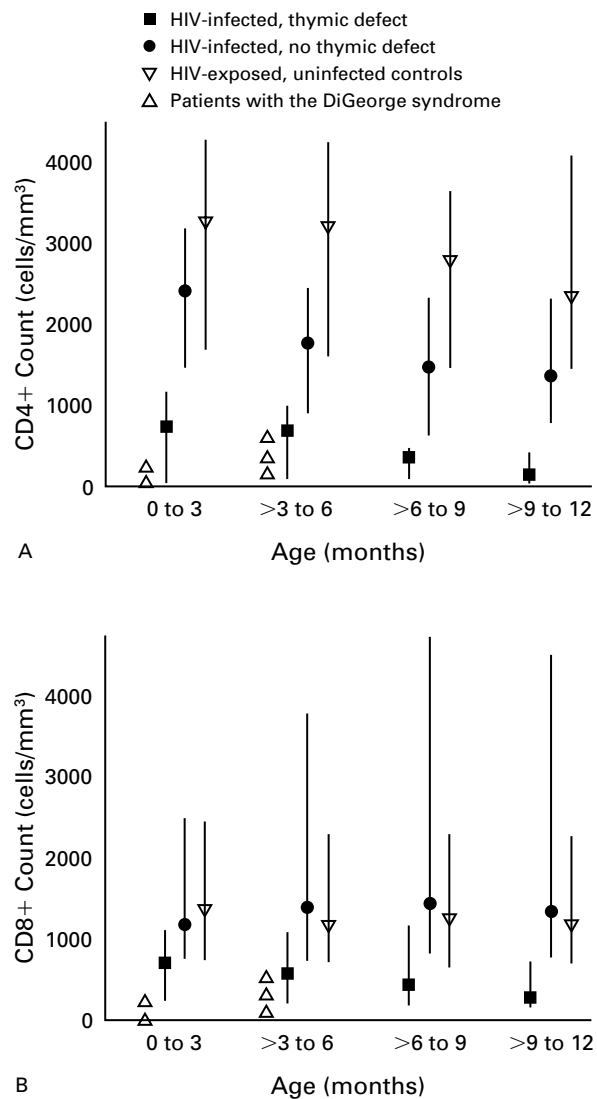 HIV-infected, thymic defect
HIV-infected, no thymic defect
HIV-exposed, uninfected controls
Patients with the DiGeorge syndrome
CD4+ Count (cells/mm³)
4000
3000
2000
1000
0
0 to 3 >3 to 6 >6 to 9 >9 to 12
A
Age (months)
CD8+ Count (cells/mm³)
4000
3000
2000
1000
0
0 to 3 >3 to 6 >6 to 9 >9 to 12
B
Age (months)